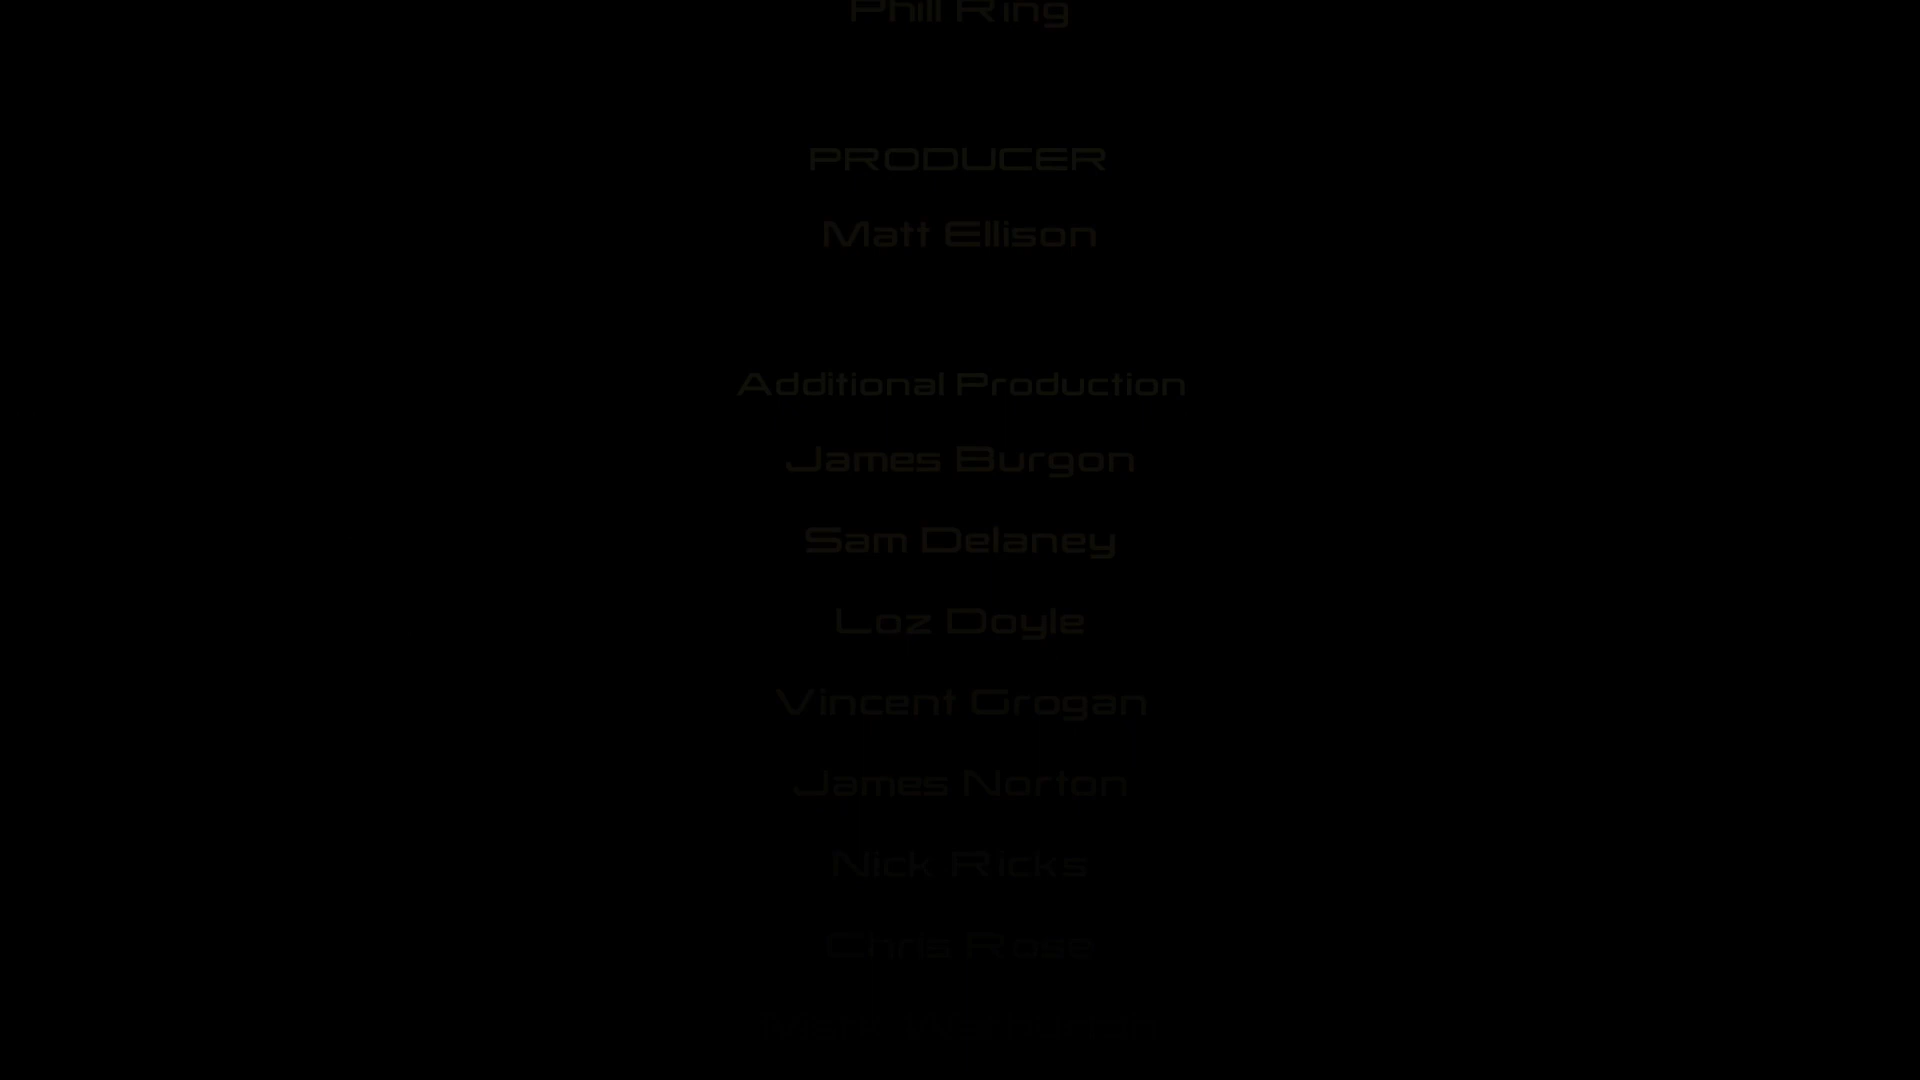 Phill Ring
PRODUCER
Matt Ellison
Additional Production
James Burgon
Sam Delaney
Loz Doyle
Vincent Grogan
James Norton
Nick Ricks
Chris Rose